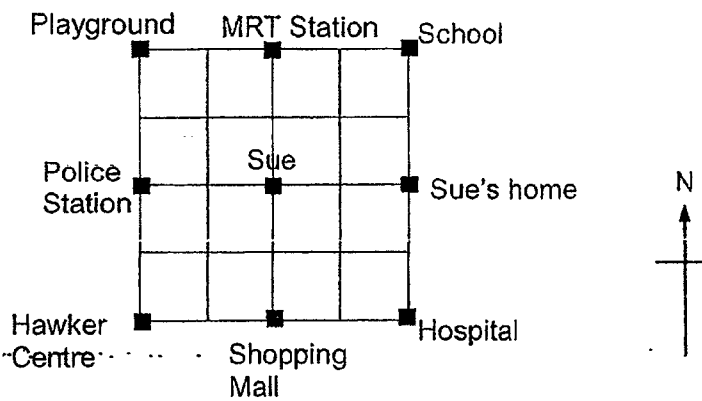 Playground
MRT Station
School
Police
Station
Sue
Sue's home
N
Hawker
Centre
Shopping
Mall
Hospital